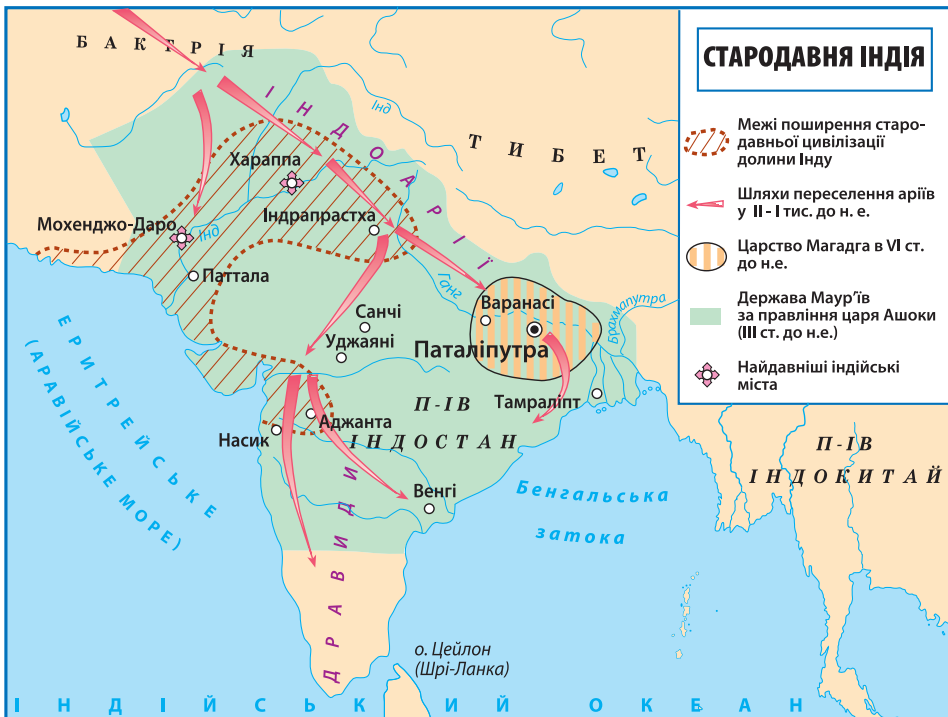 СТАРОДАВНЯ ІНДІЯ
Межі поширення старо-
давньої цивілізації
долини Інду
Шляхи переселення аріїв
у II - I тис. до н. е.
Царство Магадга в VI ст.
до н.е.
Держава Маур'їв
за правління царя Ашоки
(III ст. до н.е.)
Найдавніші індійські
міста
БАКТРІЯ
ІНДОАРІЇ
Інд
ТИБЕТ
Хараппа
Індрапрастха
Мохенджо-Даро
Інд
Паттала
Ганг
Варанасі
Брахмапутра
Санчі
Уджаяні
Паталіпутра
Тамраліпт
П-ІВ
ІНДОСТАН
Аджанта
Насик
Венгі
ДРАВИДИ
ЕРИТРЕЙСЬКЕ
(АРАВІЙСЬКЕ МОРЕ)
Бенгальська
затока
П-ІВ
ІНДОКИТАЙ
о. Цейлон
(Шрі-Ланка)
ІНДІЙСЬКИЙ ОКЕАН